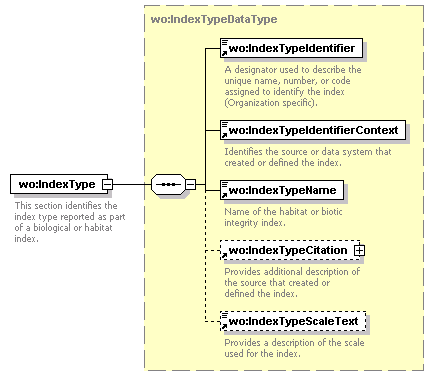 wo:IndexTypeDataType
wo:IndexTypeIdentifier
A designator used to describe the
unique name, number, or code
assigned to identify the index
(Organization specific).
wo:IndexTypeIdentifierContext
Identifies the source or data system that
created or defined the index.
wo:IndexType
This section identifies the
index type reported as part
of a biological or habitat
index.
wo:IndexTypeName
Name of the habitat or biotic
integrity index.
wo:IndexTypeCitation
Provides additional description of
the source that created or
defined the index.
wo:IndexTypeScaleText
Provides a description of the scale
used for the index.